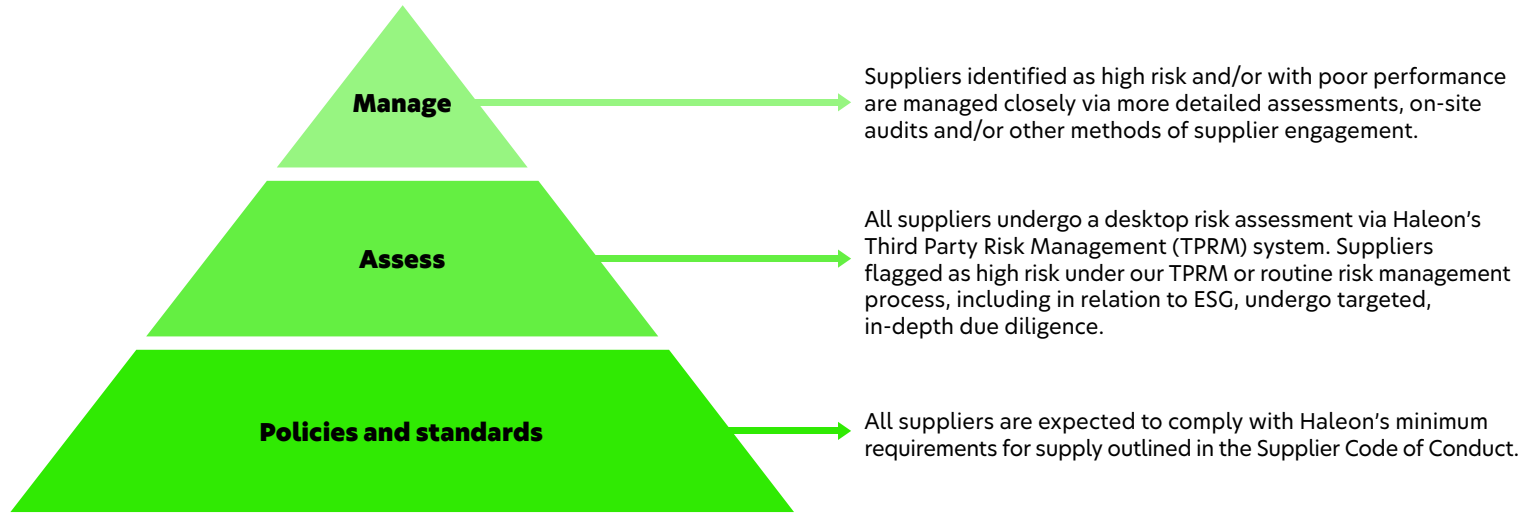 Manage
Suppliers identified as high risk and/or with poor performance
are managed closely via more detailed assessments, on-site
audits and/or other methods of supplier engagement.
Assess
All suppliers undergo a desktop risk assessment via Haleon’s
Third Party Risk Management (TPRM) system. Suppliers
flagged as high risk under our TPRM or routine risk management
process, including in relation to ESG, undergo targeted,
in-depth due diligence.
Policies and standards
All suppliers are expected to comply with Haleon’s minimum
requirements for supply outlined in the Supplier Code of Conduct.